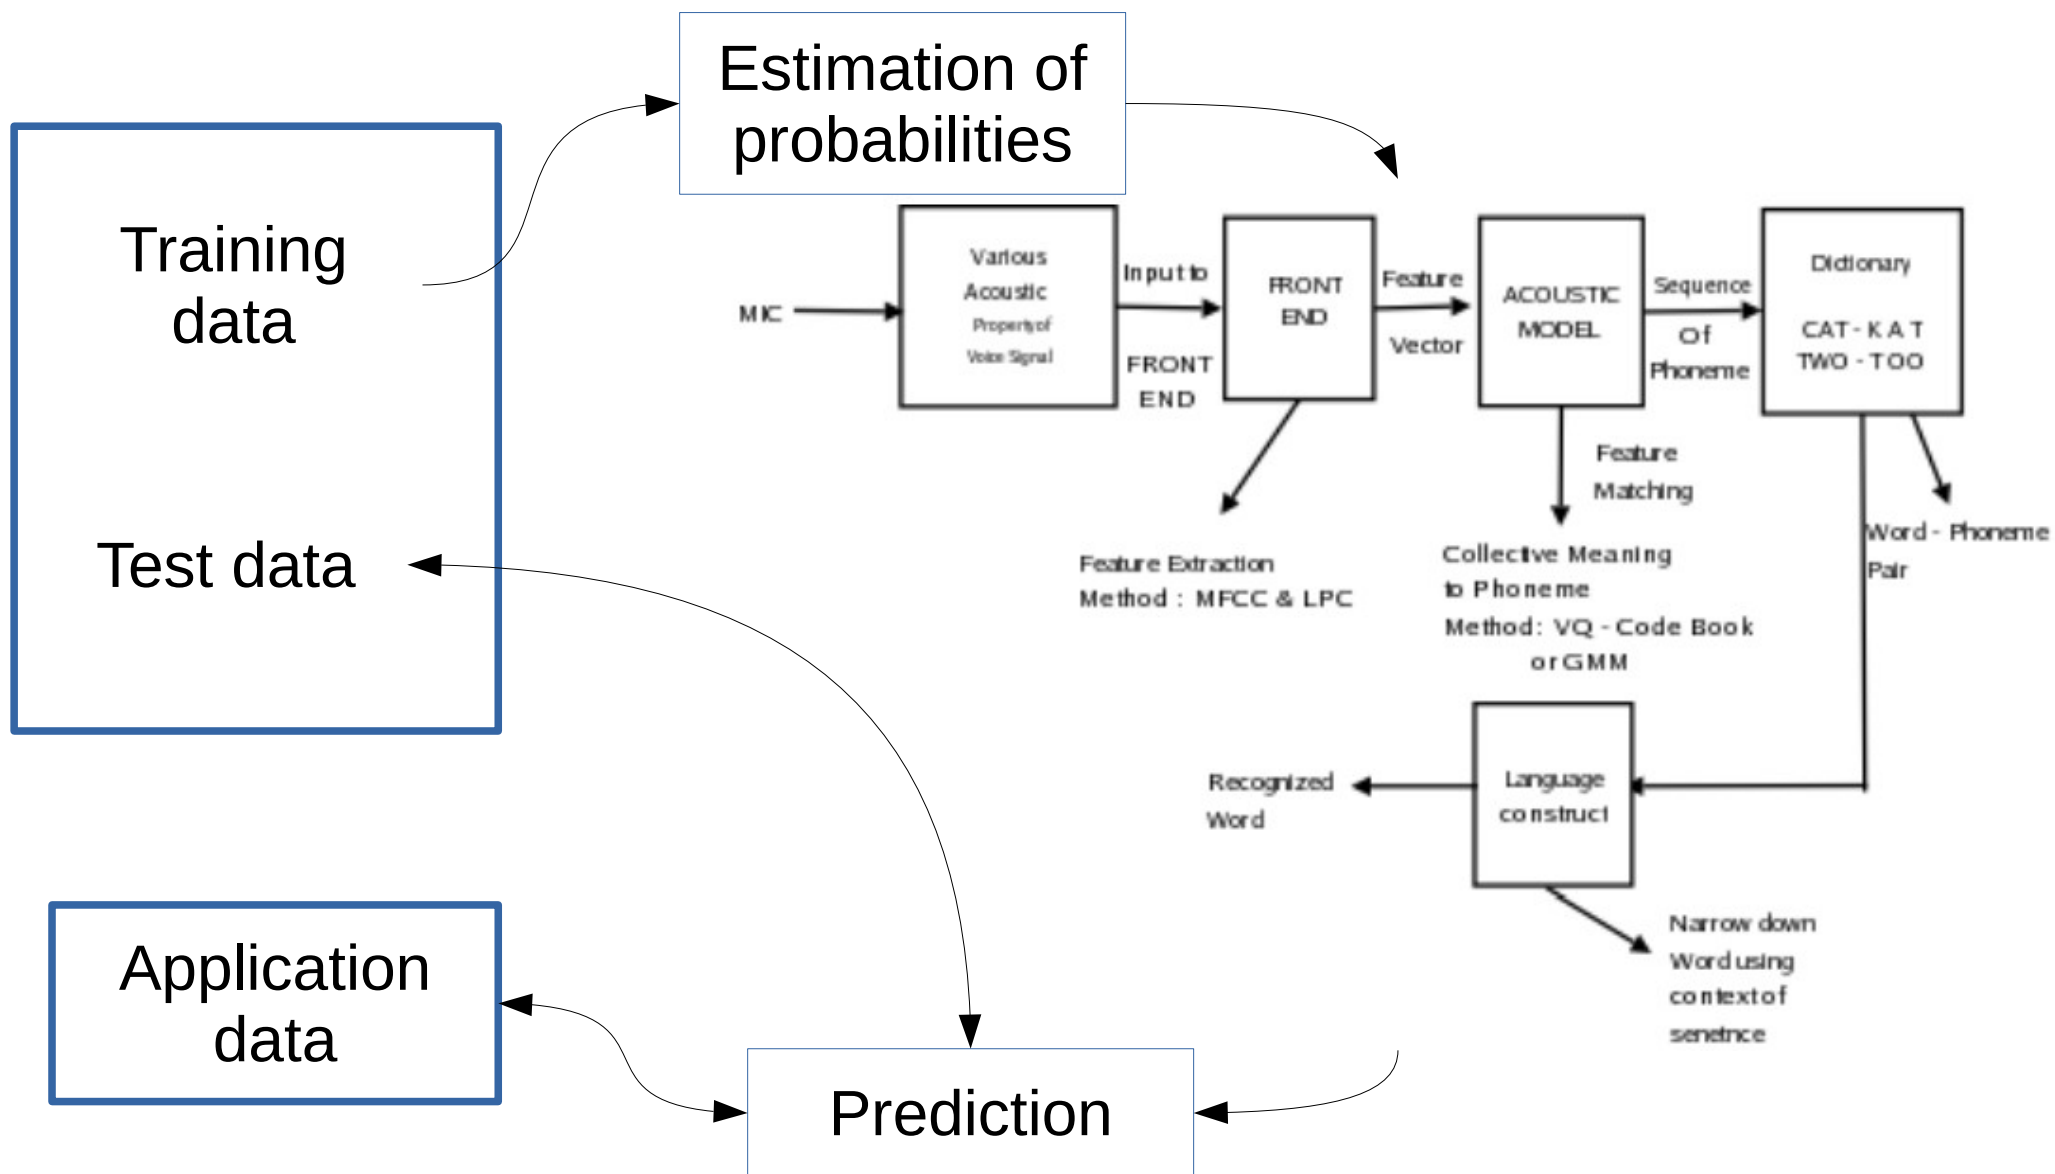 Estimation of
probabilities
Training
data
Test data
Application
data
Prediction
MIC
Various
Acoustic
Property of
Voice Signal
Input to
FRONT
END
FRONT
END
Feature
Vector
ACOUSTIC
MODEL
Sequence
Of
Phoneme
Dictionary
CAT - K A T
TWO - T O O
Feature
Matching
Word - Phoneme
Pair
Feature Extraction
Method : MFCC & LPC
Collective Meaning
to Phoneme
Method : VQ - Code Book
or GMM
Language
construct
Recognized
Word
Narrow down
Word using
context of
senetnce